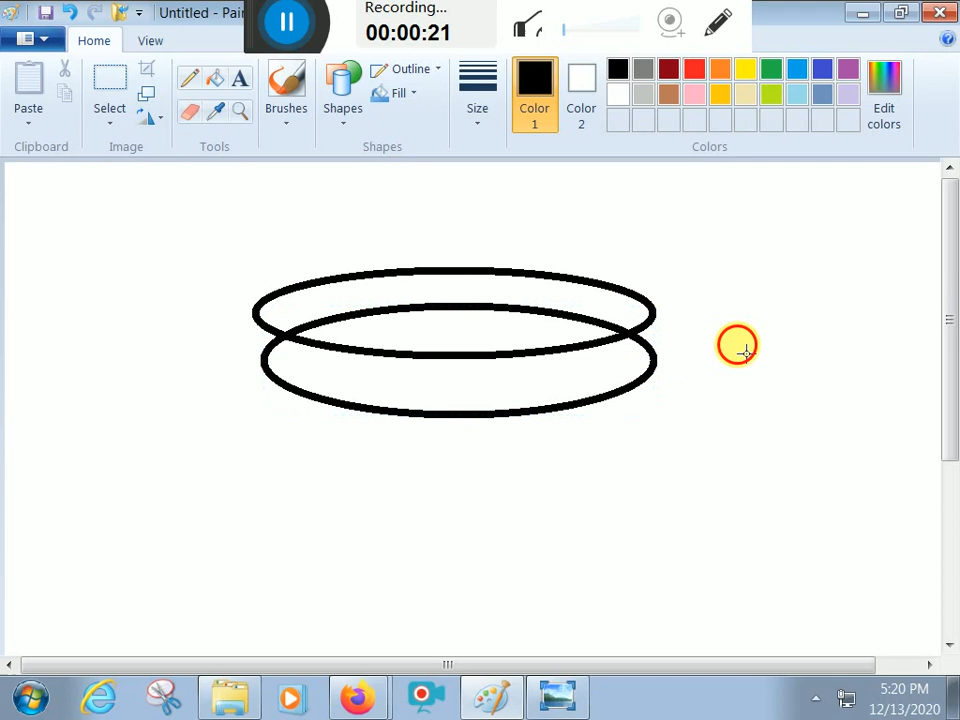 Untitled - Pai
Recording...
00:00:21
Home
View
Paste
Select
Brushes
Shapes
Outline
Fill
Size
Color
1
Color
2
Edit
colors
Clipboard
Image
Tools
Shapes
Colors
5:20 PM
12/13/2020